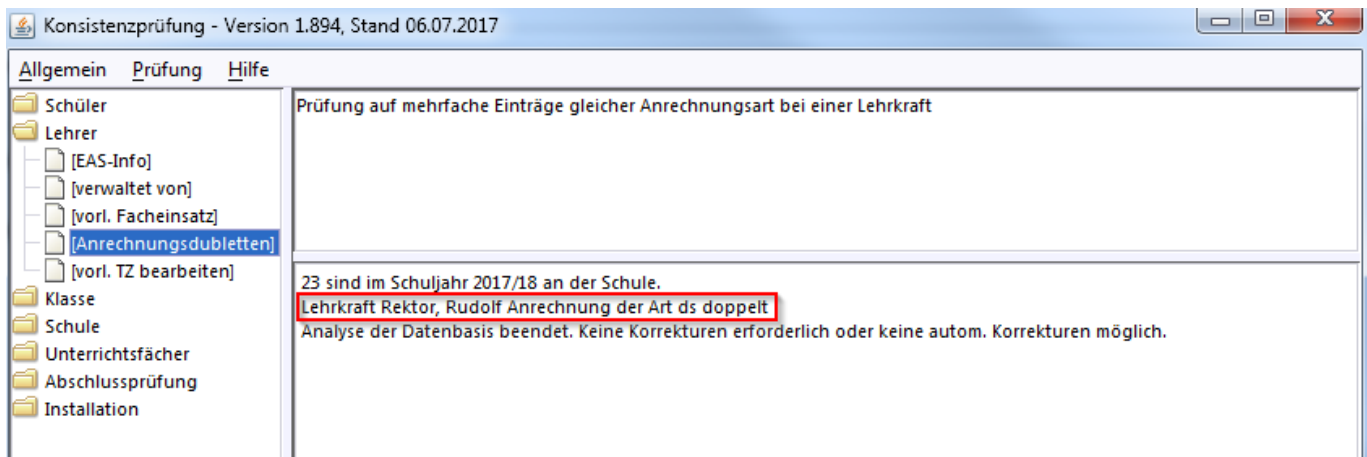 Konsistenzprüfung - Version 1.894, Stand 06.07.2017
Allgemein Prüfung Hilfe
Schüler
Lehrer
[EAS-Info]
[verwaltet von]
[vorl. Facheinsatz]
[Anrechnungsdubletten]
[vorl. TZ bearbeiten]
Klasse
Schule
Unterrichtsfächer
Abschlussprüfung
Installation
Prüfung auf mehrfache Einträge gleicher Anrechnungsart bei einer Lehrkraft
23 sind im Schuljahr 2017/18 an der Schule.
Lehrkraft Rektor, Rudolf Anrechnung der Art ds doppelt
Analyse der Datenbasis beendet. Keine Korrekturen erforderlich oder keine autom. Korrekturen möglich.